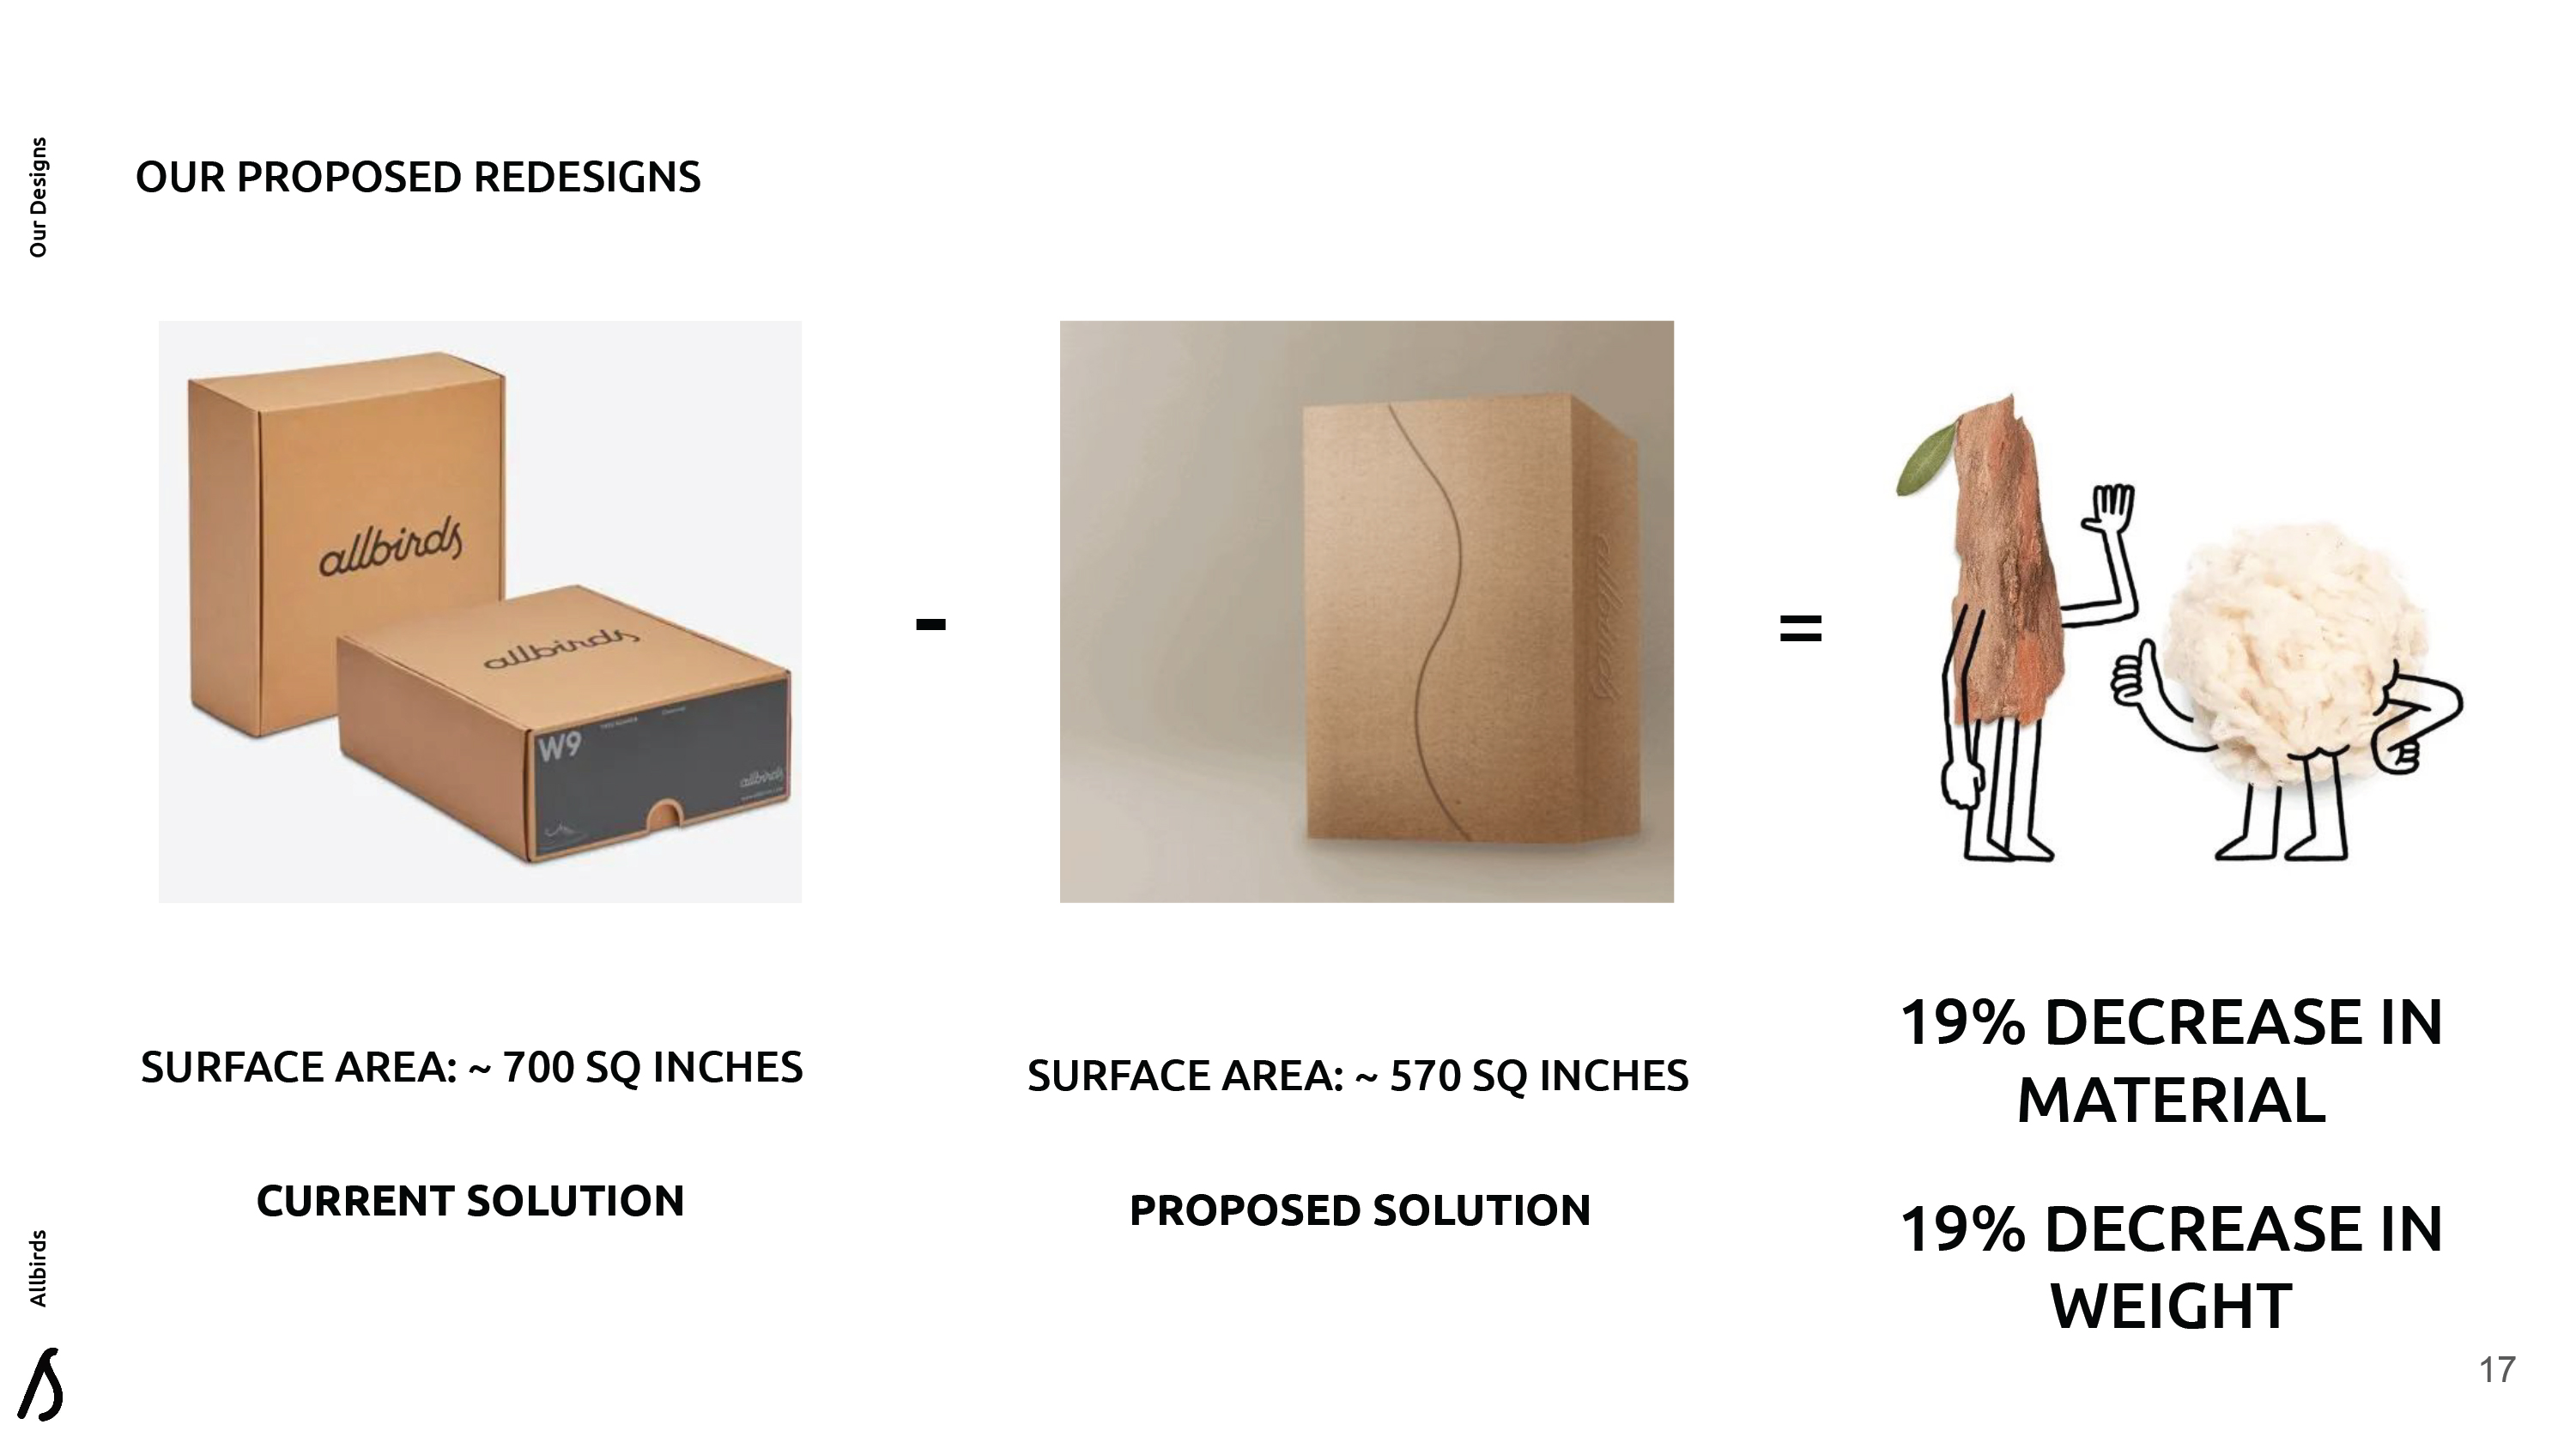 Our Designs
OUR PROPOSED REDESIGNS
allbirds
allbirds
W9
allbirds
allbirds
-
=
SURFACE AREA: ~ 700 SQ INCHES
CURRENT SOLUTION
SURFACE AREA: ~ 570 SQ INCHES
PROPOSED SOLUTION
19% DECREASE IN
MATERIAL
19% DECREASE IN
WEIGHT
Allbirds
17